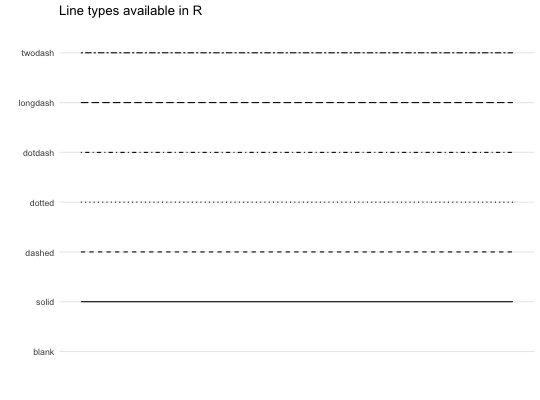 Line types available in R
twodash
longdash
dotdash
dotted
dashed
solid
blank